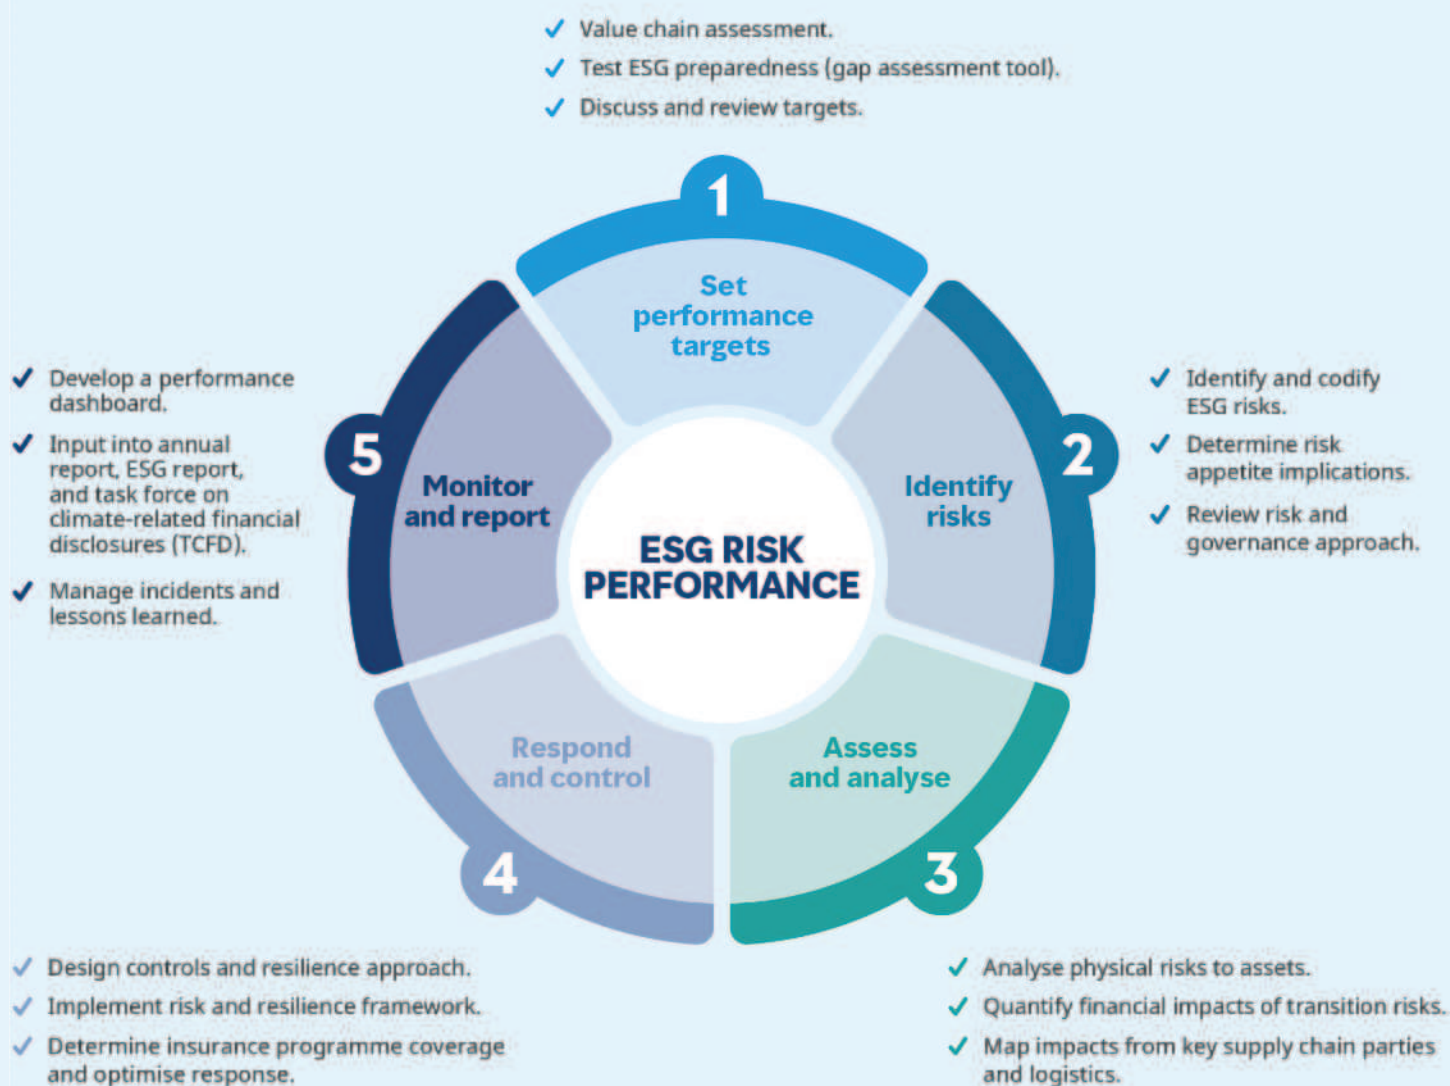 Value chain assessment.
Test ESG preparedness (gap assessment tool).
Discuss and review targets.
1
Set
performance
targets
2
Identify
risks
Identify and codify
ESG risks.
Determine risk
appetite implications.
Review risk and
governance approach.
ESG RISK
PERFORMANCE
3
Assess
and analyse
Analyse physical risks to assets.
Quantify financial impacts of transition risks.
Map impacts from key supply chain parties
and logistics.
4
Respond
and control
Design controls and resilience approach.
Implement risk and resilience framework.
Determine insurance programme coverage
and optimise response.
5
Monitor
and report
Develop a performance
dashboard.
Input into annual
report, ESG report,
and task force on
climate-related financial
disclosures (TCFD).
Manage incidents and
lessons learned.